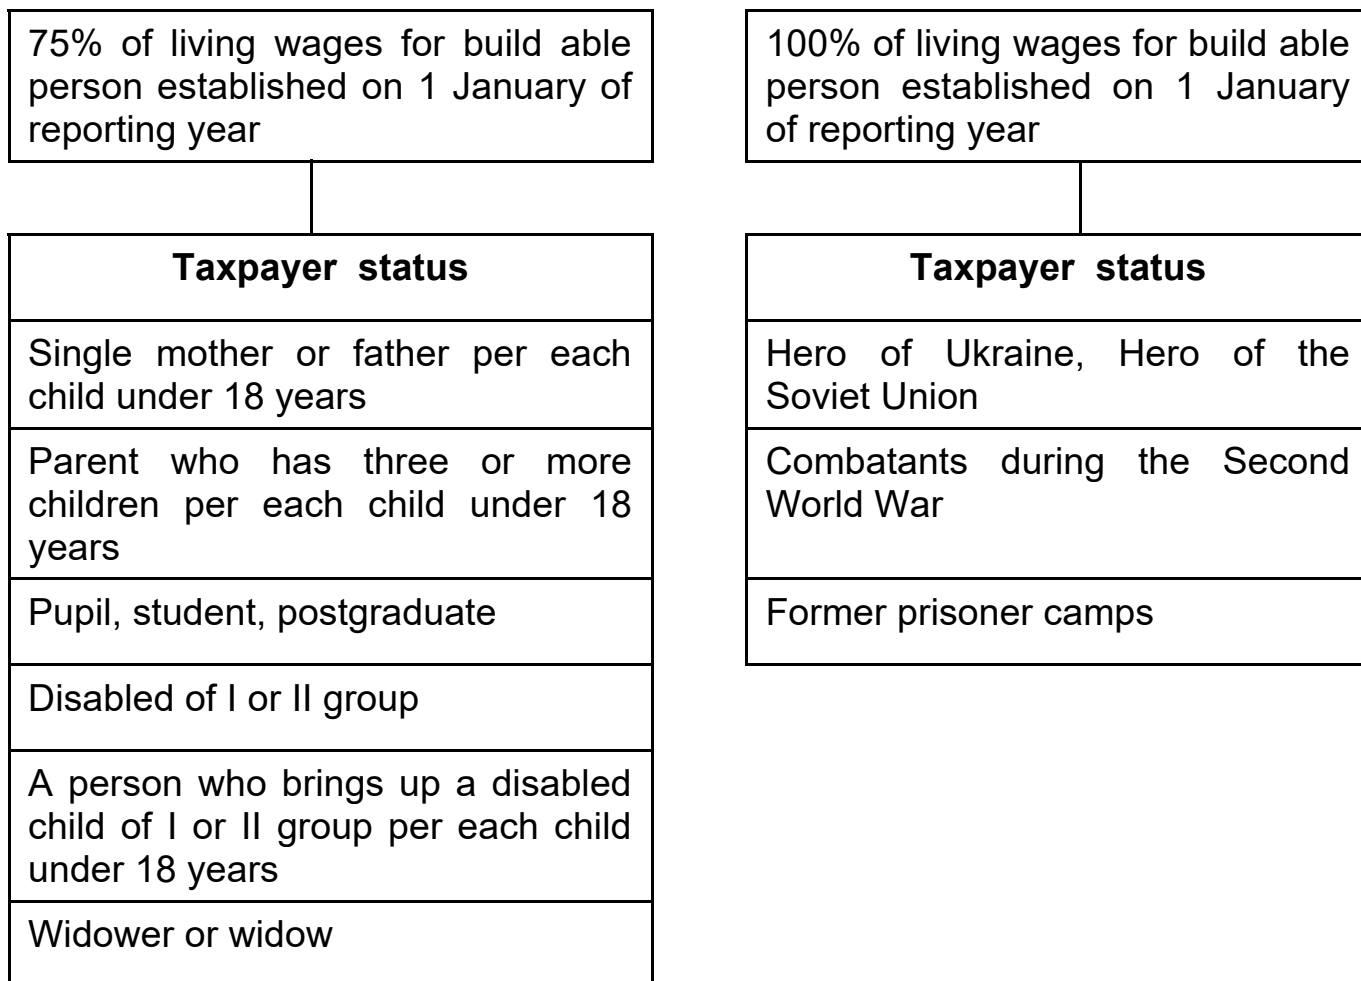 75% of living wages for build able
person established on 1 January of
reporting year
Taxpayer status
Single mother or father per each
child under 18 years
Parent who has three or more
children per each child under 18
years
Pupil, student, postgraduate
Disabled of I or II group
A person who brings up a disabled
child of I or II group per each child
under 18 years
Widower or widow
100% of living wages for build able
person established on 1 January
of reporting year
Taxpayer status
Hero of Ukraine, Hero of the
Soviet Union
Combatants during the Second
World War
Former prisoner camps